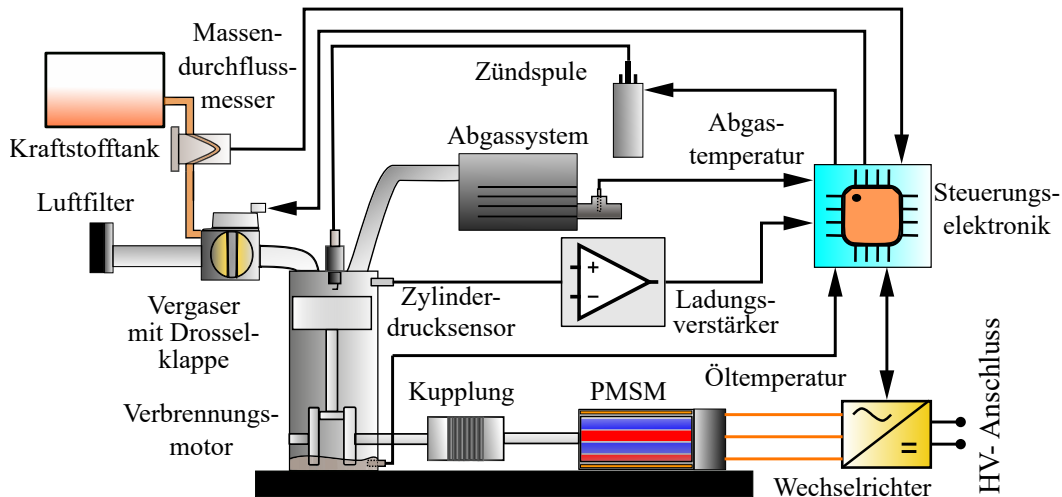 Massen-
durchfluss-
messer
Zündspule
Kraftstofftank
Abgassystem
Abgas-
temperatur
Luftfilter
Steuerungs-
elektronik
Vergaser
mit Drossel-
klappe
Zylinder-
drucksensor
+
−
Ladungs-
verstärker
Verbrennungs-
motor
Kupplung
PMSM
Öltemperatur
Wechselrichter
HV- Anschluss